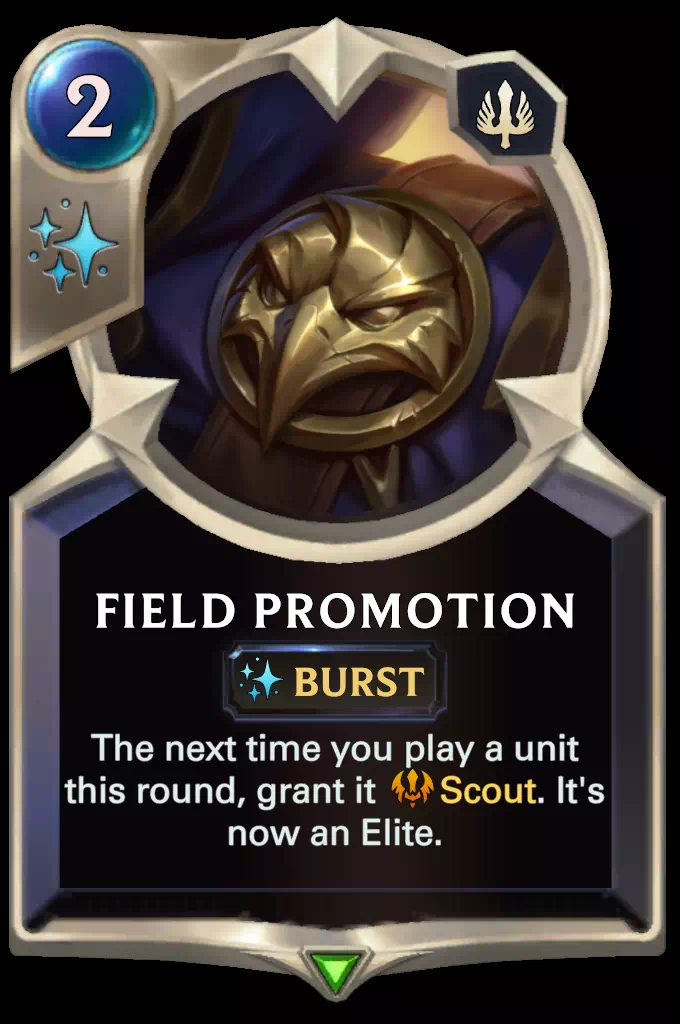 2
FIELD PROMOTION
BURST
The next time you play a unit
this round, grant it Scout. It's
now an Elite.